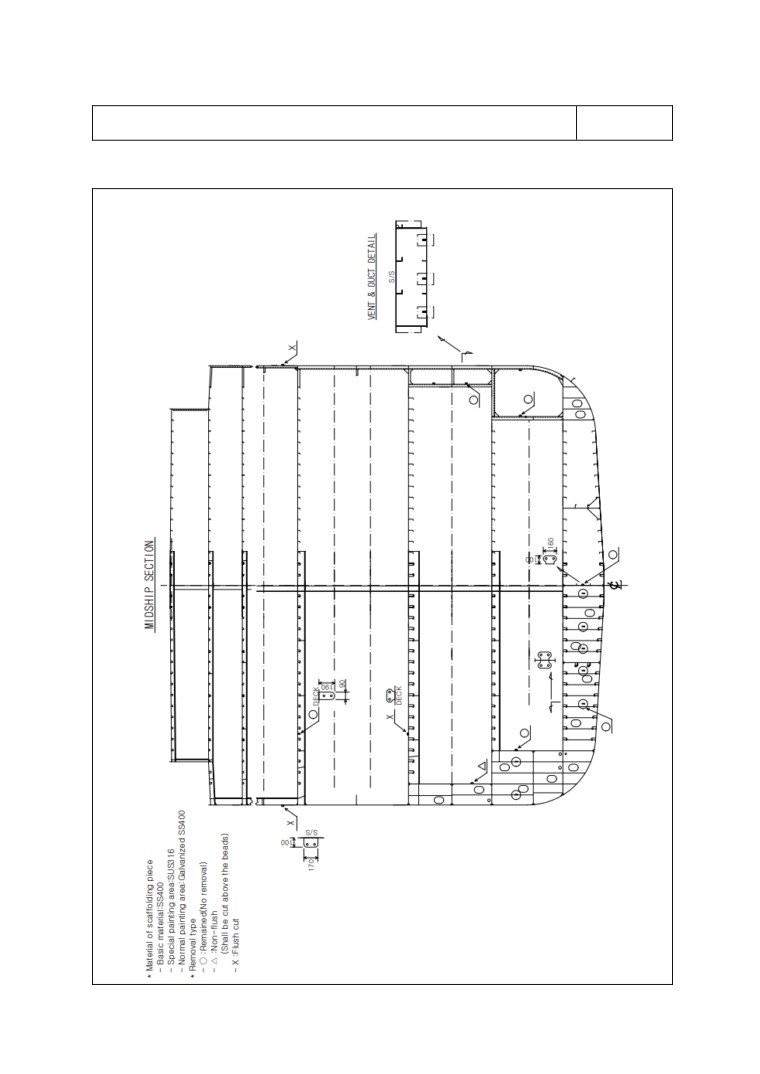 MIDSHIP SECTION
VENT & DUCT DETAIL
S/S
X
160
DECK
90
X
DECK
X
S/S
100
170
* Material of scaffolding piece
- Basic material:SS400
- Special painting area:SUS316
- Normal painting area:Galvanized SS400
* Removal type
- ○ :Remained(No removal)
- △ :Non-flush
(Shall be cut above the beads)
- X :Flush cut